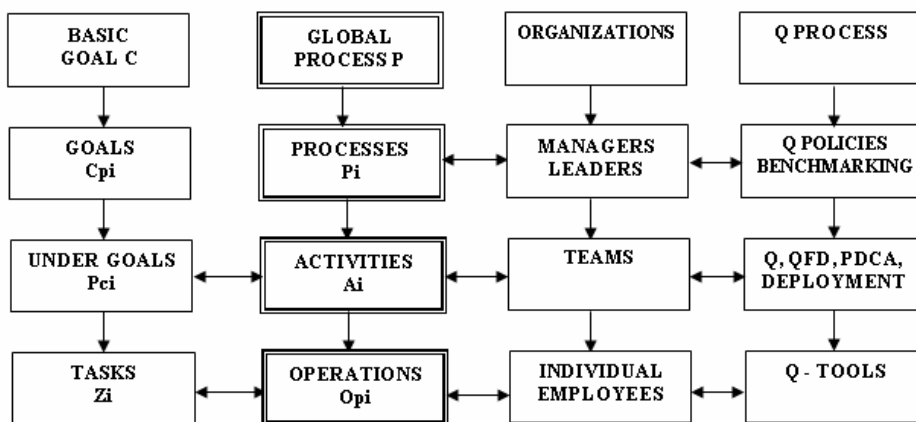 BASIC
GOAL C
GLOBAL
PROCESS P
ORGANIZATIONS
Q PROCESS
GOALS
Cpi
PROCESSES
Pi
MANAGERS
LEADERS
Q POLICIES
BENCHMARKING
UNDER GOALS
Pci
ACTIVITIES
Ai
TEAMS
Q, QFD, PDCA,
DEPLOYMENT
TASKS
Zi
OPERATIONS
Opi
INDIVIDUAL
EMPLOYEES
Q - TOOLS